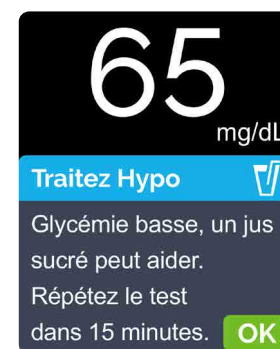 65
mg/dL
Traitez Hypo
Glycémie basse, un jus
sucré peut aider.
Répétez le test
dans 15 minutes.
OK